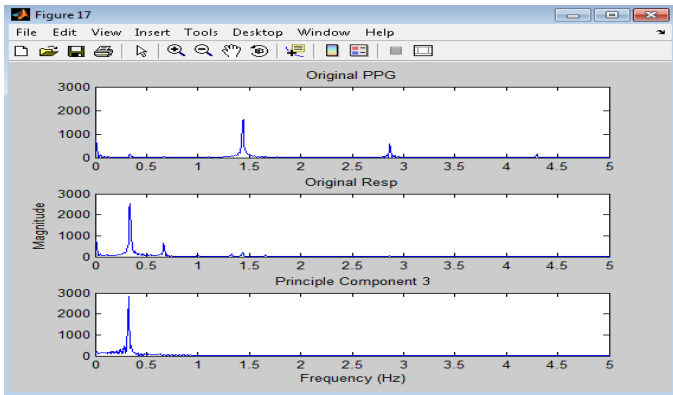 Figure 17
File Edit View Insert Tools Desktop Window Help
Original PPG
3000
2000
1000
0
0 0.5 1 1.5 2 2.5 3 3.5 4 4.5 5
Original Resp
Magnitude
3000
2000
1000
0
0 0.5 1 1.5 2 2.5 3 3.5 4 4.5 5
Principle Component 3
3000
2000
1000
0
0 0.5 1 1.5 2 2.5 3 3.5 4 4.5 5
Frequency (Hz)